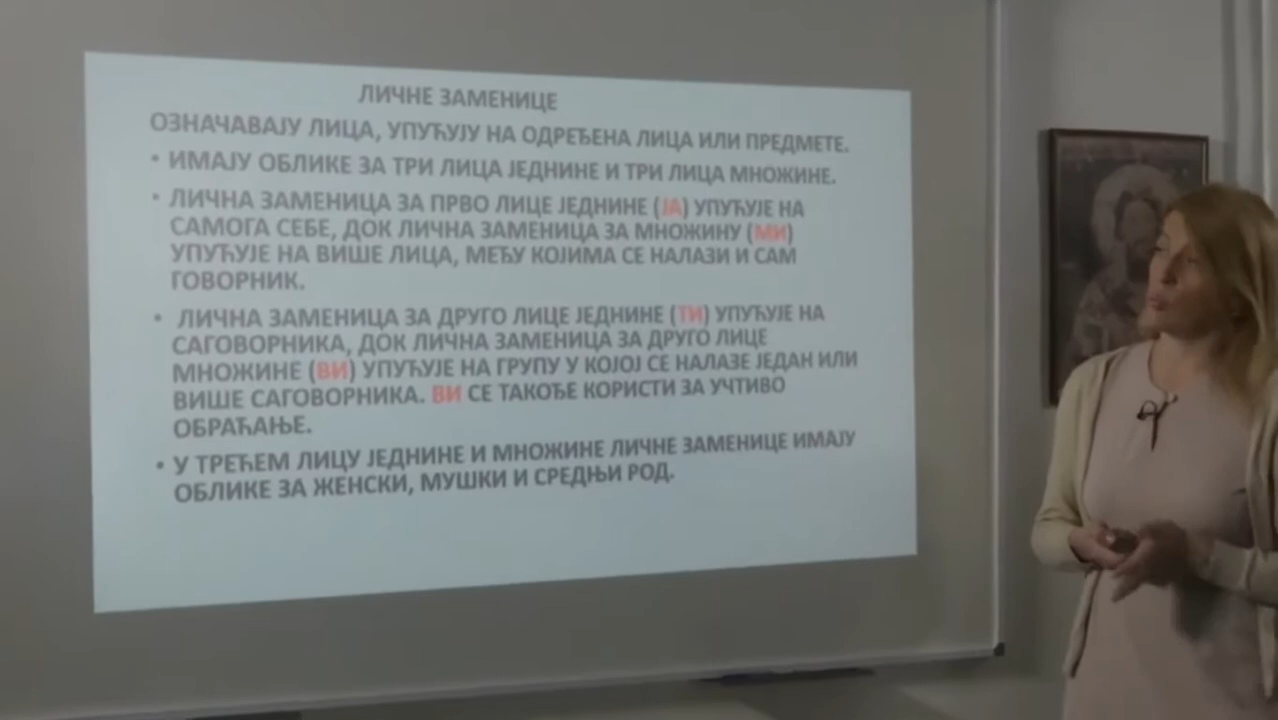 ЛИЧНЕ ЗАМЕНИЦЕ
ОЗНАЧАВАЈУ ЛИЦА, УПУЋУЈУ НА ОДРЕЂЕНА ЛИЦА ИЛИ ПРЕДМЕТЕ.
• ИМАЈУ ОБЛИКЕ ЗА ТРИ ЛИЦА ЈЕДНИНЕ И ТРИ ЛИЦА МНОЖИНЕ.
• ЛИЧНА ЗАМЕНИЦА ЗА ПРВО ЛИЦЕ ЈЕДНИНЕ (ЈА) УПУЋУЈЕ НА
САМОГА СЕБЕ, ДОК ЛИЧНА ЗАМЕНИЦА ЗА МНОЖИНУ (МИ)
УПУЋУЈЕ НА ВИШЕ ЛИЦА, МЕЂУ КОЈИМА СЕ НАЛАЗИ И САМ
ГОВОРНИК.
• ЛИЧНА ЗАМЕНИЦА ЗА ДРУГО ЛИЦЕ ЈЕДНИНЕ (ТИ) УПУЋУЈЕ НА
САГОВОРНИКА, ДОК ЛИЧНА ЗАМЕНИЦА ЗА ДРУГО ЛИЦЕ
МНОЖИНЕ (ВИ) УПУЋУЈЕ НА ГРУПУ У КОЈОЈ СЕ НАЛАЗЕ ЈЕДАН ИЛИ
ВИШЕ САГОВОРНИКА. ВИ СЕ ТАКОЂЕ КОРИСТИ ЗА УЧТИВО
ОБРАЋАЊЕ.
• У ТРЕЋЕМ ЛИЦУ ЈЕДНИНЕ И МНОЖИНЕ ЛИЧНЕ ЗАМЕНИЦЕ ИМАЈУ
ОБЛИКЕ ЗА ЖЕНСКИ, МУШКИ И СРЕДЊИ РОД.